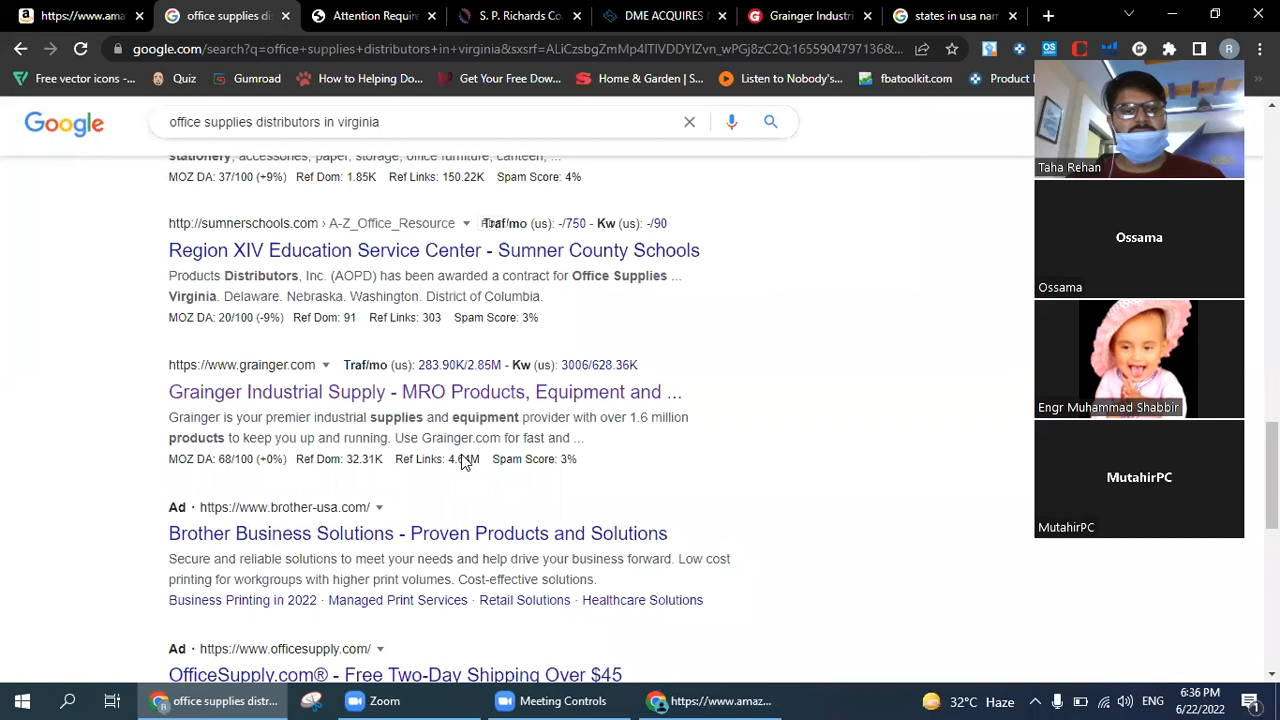 https://www.ama
office supplies dist
Attention Require
S. P. Richards Co.
DME ACQUIRES
Grainger Industri
states in usa nam
google.com/search?q=office+supplies+distributors+in+virginia&sxsrf=ALiCzsbgZmMp4lTIVDDYIZvn_wPGj8zC2Q:1655904797136&...
R
Free vector icons -...
Quiz
Gumroad
How to Helping Do...
Get Your Free Dow...
Home & Garden | S...
Listen to Nobody's...
fbatoolkit.com
Product
Google
office supplies distributors in virginia
stationery, accessories, paper, storage, office furniture, canteen, ...
MOZ DA: 37/100 (+9%) Ref Dom: 1.85K Ref Links: 150.22K Spam Score: 4%
http://sumnerschools.com › A-Z_Office_Resource Traf/mo (us): -/750 - Kw (us): -/90
Region XIV Education Service Center - Sumner County Schools
Products Distributors, Inc. (AOPD) has been awarded a contract for Office Supplies ...
Virginia. Delaware. Nebraska. Washington. District of Columbia.
MOZ DA: 20/100 (-9%) Ref Dom: 91 Ref Links: 303 Spam Score: 3%
https://www.grainger.com Traf/mo (us): 283.90K/2.85M - Kw (us): 3006/628.36K
Grainger Industrial Supply - MRO Products, Equipment and ...
Grainger is your premier industrial supplies and equipment provider with over 1.6 million
products to keep you up and running. Use Grainger.com for fast and ...
MOZ DA: 68/100 (+0%) Ref Dom: 32.31K Ref Links: Spam Score: 3%
Ad · https://www.brother-usa.com/
Brother Business Solutions - Proven Products and Solutions
Secure and reliable solutions to meet your needs and help drive your business forward. Low cost
printing for workgroups with higher print volumes. Cost-effective solutions.
Business Printing in 2022 · Managed Print Services · Retail Solutions · Healthcare Solutions
Ad · https://www.officesupply.com/
OfficeSupply.com® - Free Two-Day Shipping Over $45
Taha Rehan
Ossama
Ossama
Engr Muhammad Shabbir
MutahirPC
MutahirPC
office supplies distr...
Zoom
Meeting Controls
https://www.amaz...
32°C Haze
ENG
6:36 PM
6/22/2022